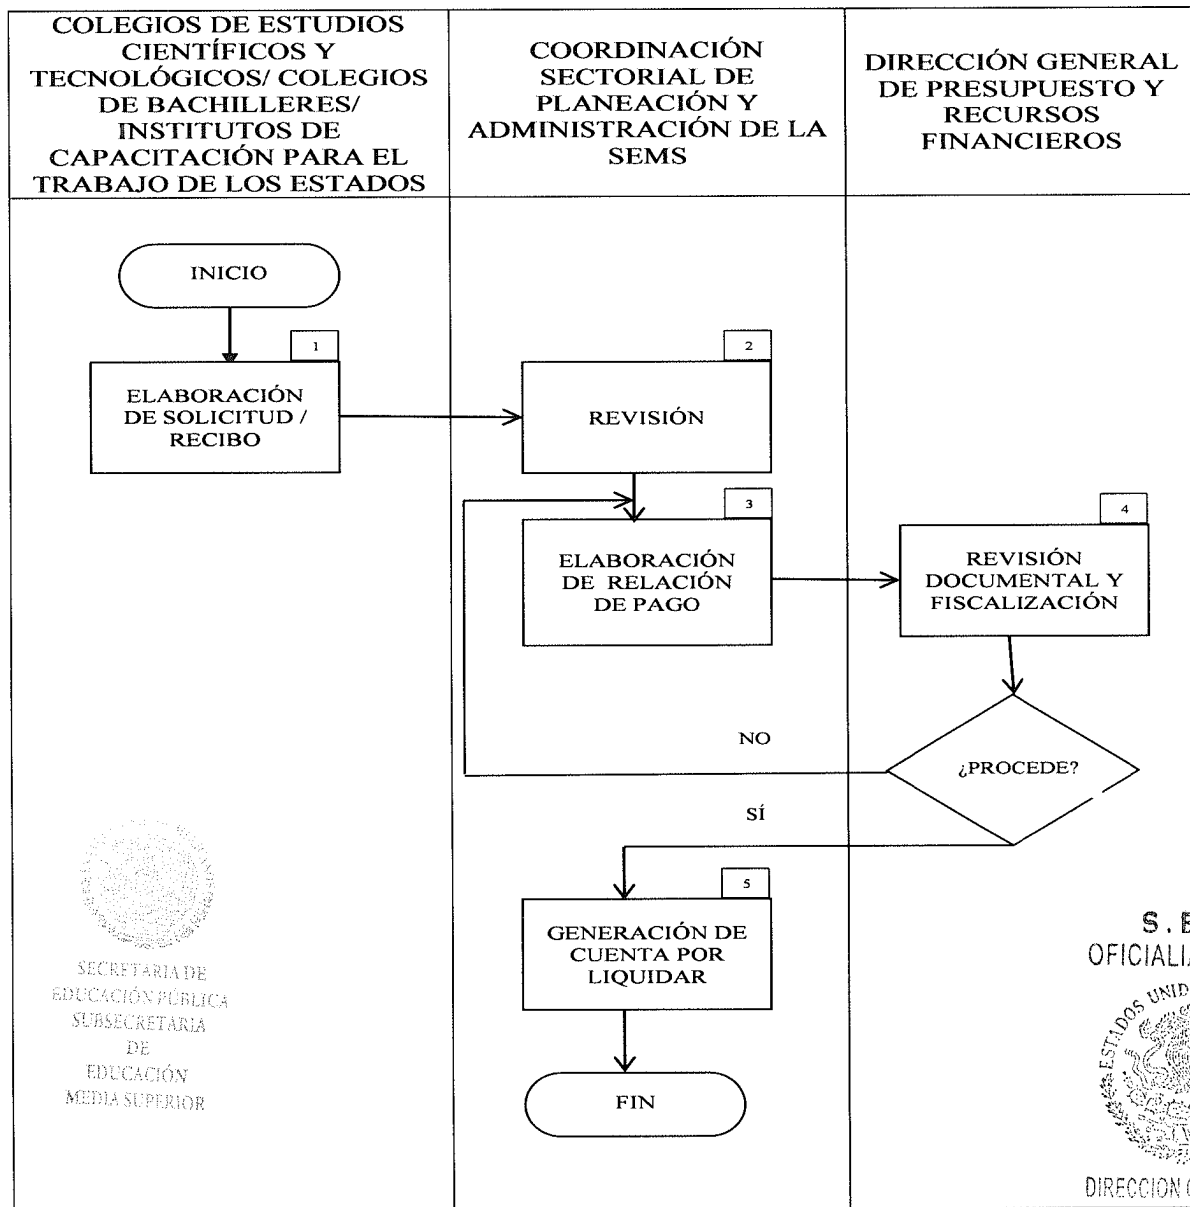 COLEGIOS DE ESTUDIOS
CIENTÍFICOS Y
TECNOLÓGICOS/ COLEGIOS
DE BACHILLERES/
INSTITUTOS DE
CAPACITACIÓN PARA EL
TRABAJO DE LOS ESTADOS
COORDINACIÓN
SECTORIAL DE
PLANEACIÓN Y
ADMINISTRACIÓN DE LA
SEMS
DIRECCIÓN GENERAL
DE PRESUPUESTO Y
RECURSOS
FINANCIEROS
INICIO
1
ELABORACIÓN
DE SOLICITUD /
RECIBO
2
REVISIÓN
3
ELABORACIÓN
DE RELACIÓN
DE PAGO
4
REVISIÓN
DOCUMENTAL Y
FISCALIZACIÓN
NO
¿PROCEDE?
SÍ
5
GENERACIÓN DE
CUENTA POR
LIQUIDAR
FIN
SECRETARIA DE
EDUCACIÓN PÚBLICA
SUBSECRETARIA
DE
EDUCACIÓN
MEDIA SUPERIOR
S.
ESTADOS
DIRECCION